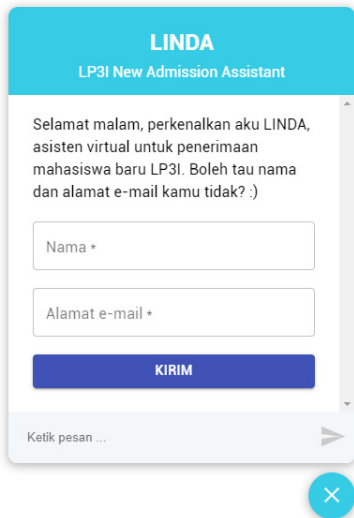 LINDA
LP3I New Admission Assistant
Selamat malam, perkenalkan aku LINDA,
asisten virtual untuk penerimaan
mahasiswa baru LP3I. Boleh tau nama
dan alamat e-mail kamu tidak? :)
Nama *
Alamat e-mail *
KIRIM
Ketik pesan ...